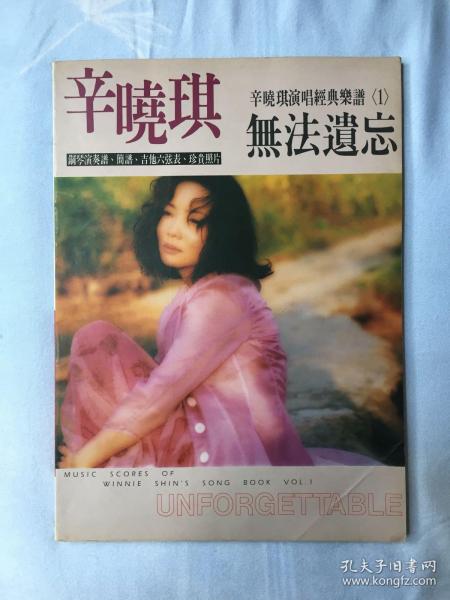 辛曉琪
辛曉琪演唱經典樂譜〈1〉
無法遺忘
鋼琴演奏譜、簡譜、吉他六弦表、珍貴照片
MUSIC SCORES OF
WINNIE SHIN'S SONG BOOK VOL.1
UNFORGETTABLE
孔夫子旧书网
www.kongfz.com